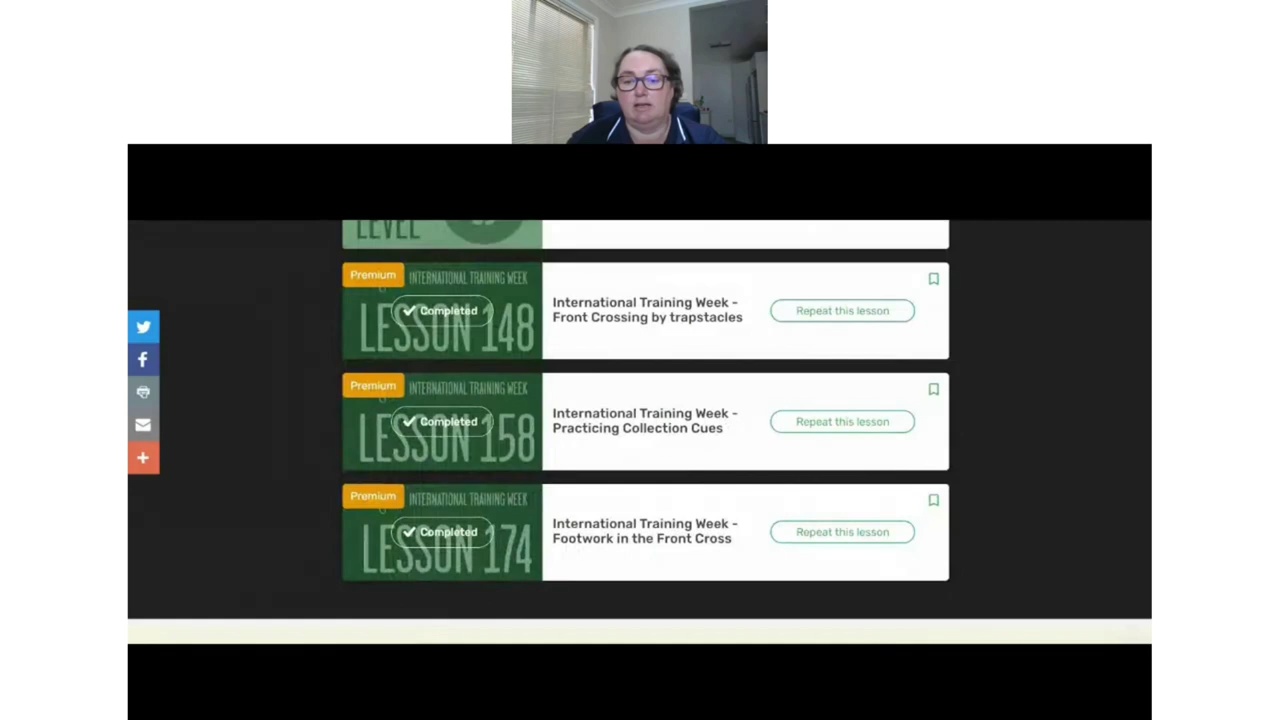 LEVEL
Premium
INTERNATIONAL TRAINING WEEK
Completed
LESSON 148
International Training Week -
Front Crossing by trapstacles
Repeat this lesson
Premium
INTERNATIONAL TRAINING WEEK
Completed
LESSON 158
International Training Week -
Practicing Collection Cues
Repeat this lesson
Premium
INTERNATIONAL TRAINING WEEK
Completed
LESSON 174
International Training Week -
Footwork in the Front Cross
Repeat this lesson